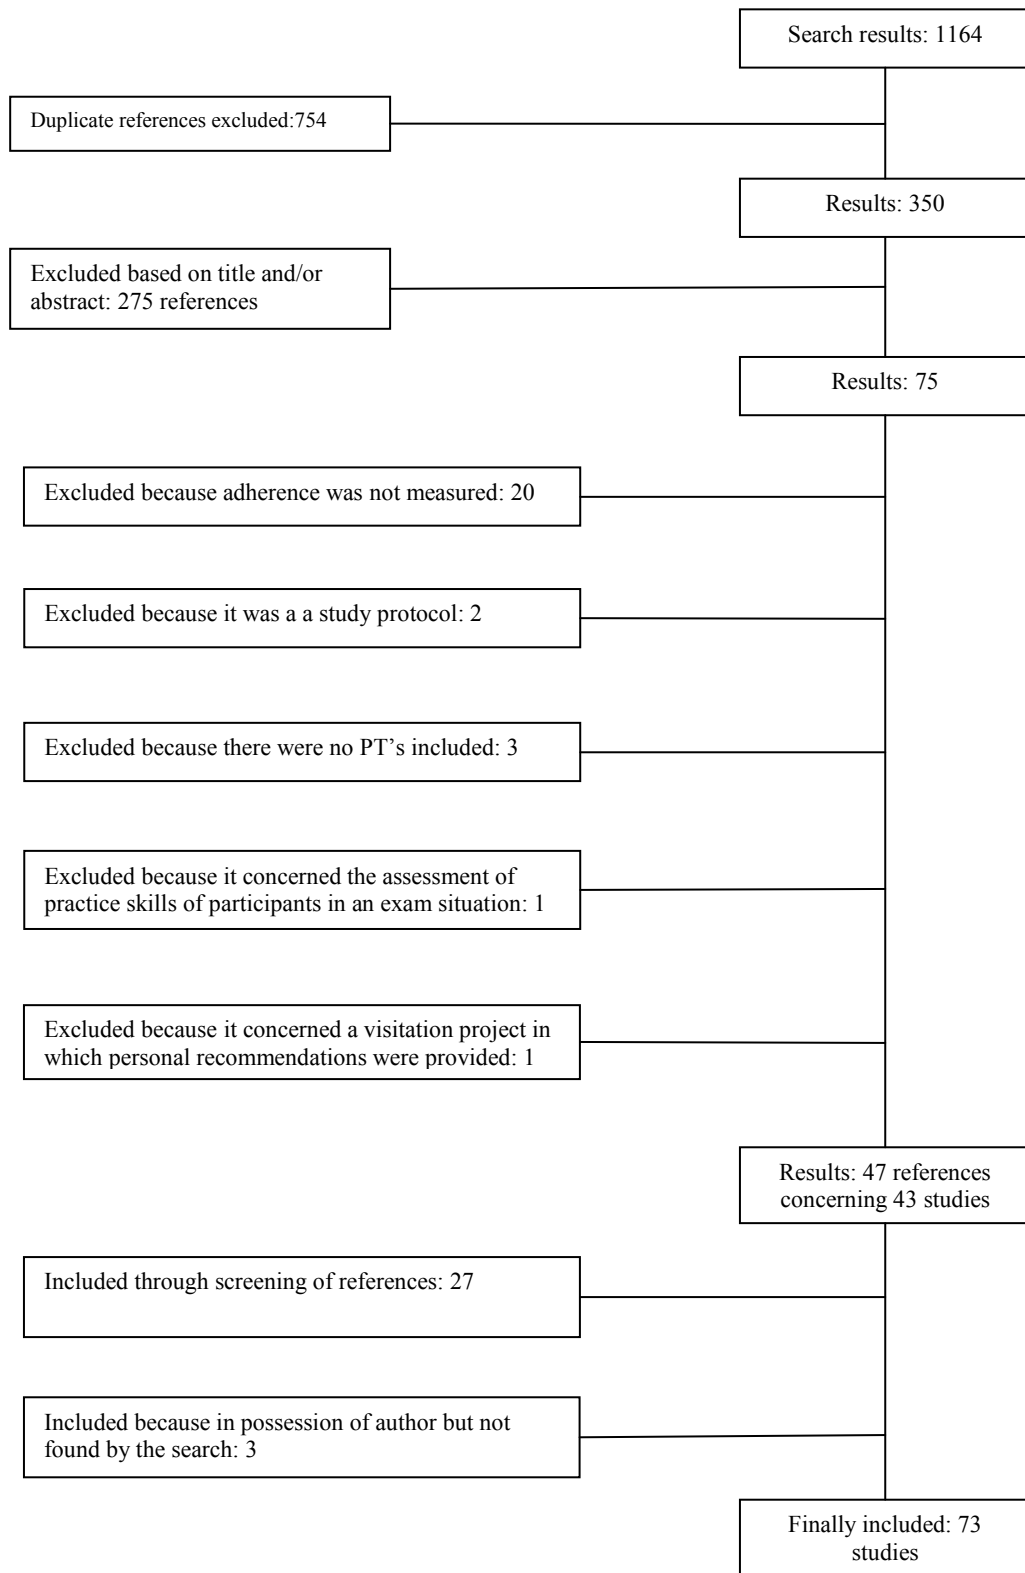 Search results: 1164
Duplicate references excluded:754
Results: 350
Excluded based on title and/or
abstract: 275 references
Results: 75
Excluded because adherence was not measured: 20
Excluded because it was a a study protocol: 2
Excluded because there were no PT’s included: 3
Excluded because it concerned the assessment of
practice skills of participants in an exam situation: 1
Excluded because it concerned a visitation project in
which personal recommendations were provided: 1
Results: 47 references
concerning 43 studies
Included through screening of references: 27
Included because in possession of author but not
found by the search: 3
Finally included: 73
studies